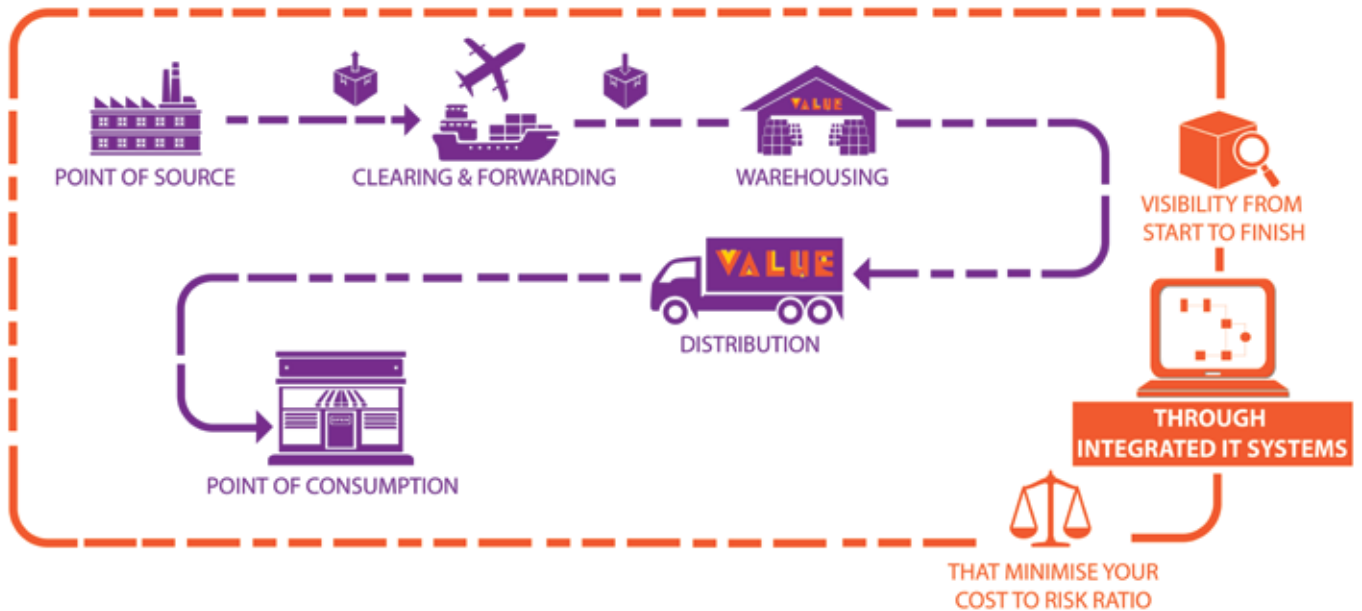 POINT OF SOURCE
CLEARING & FORWARDING
VALUE
WAREHOUSING
VISIBILITY FROM
START TO FINISH
VALUE
DISTRIBUTION
THROUGH
INTEGRATED IT SYSTEMS
POINT OF CONSUMPTION
THAT MINIMISE YOUR
COST TO RISK RATIO